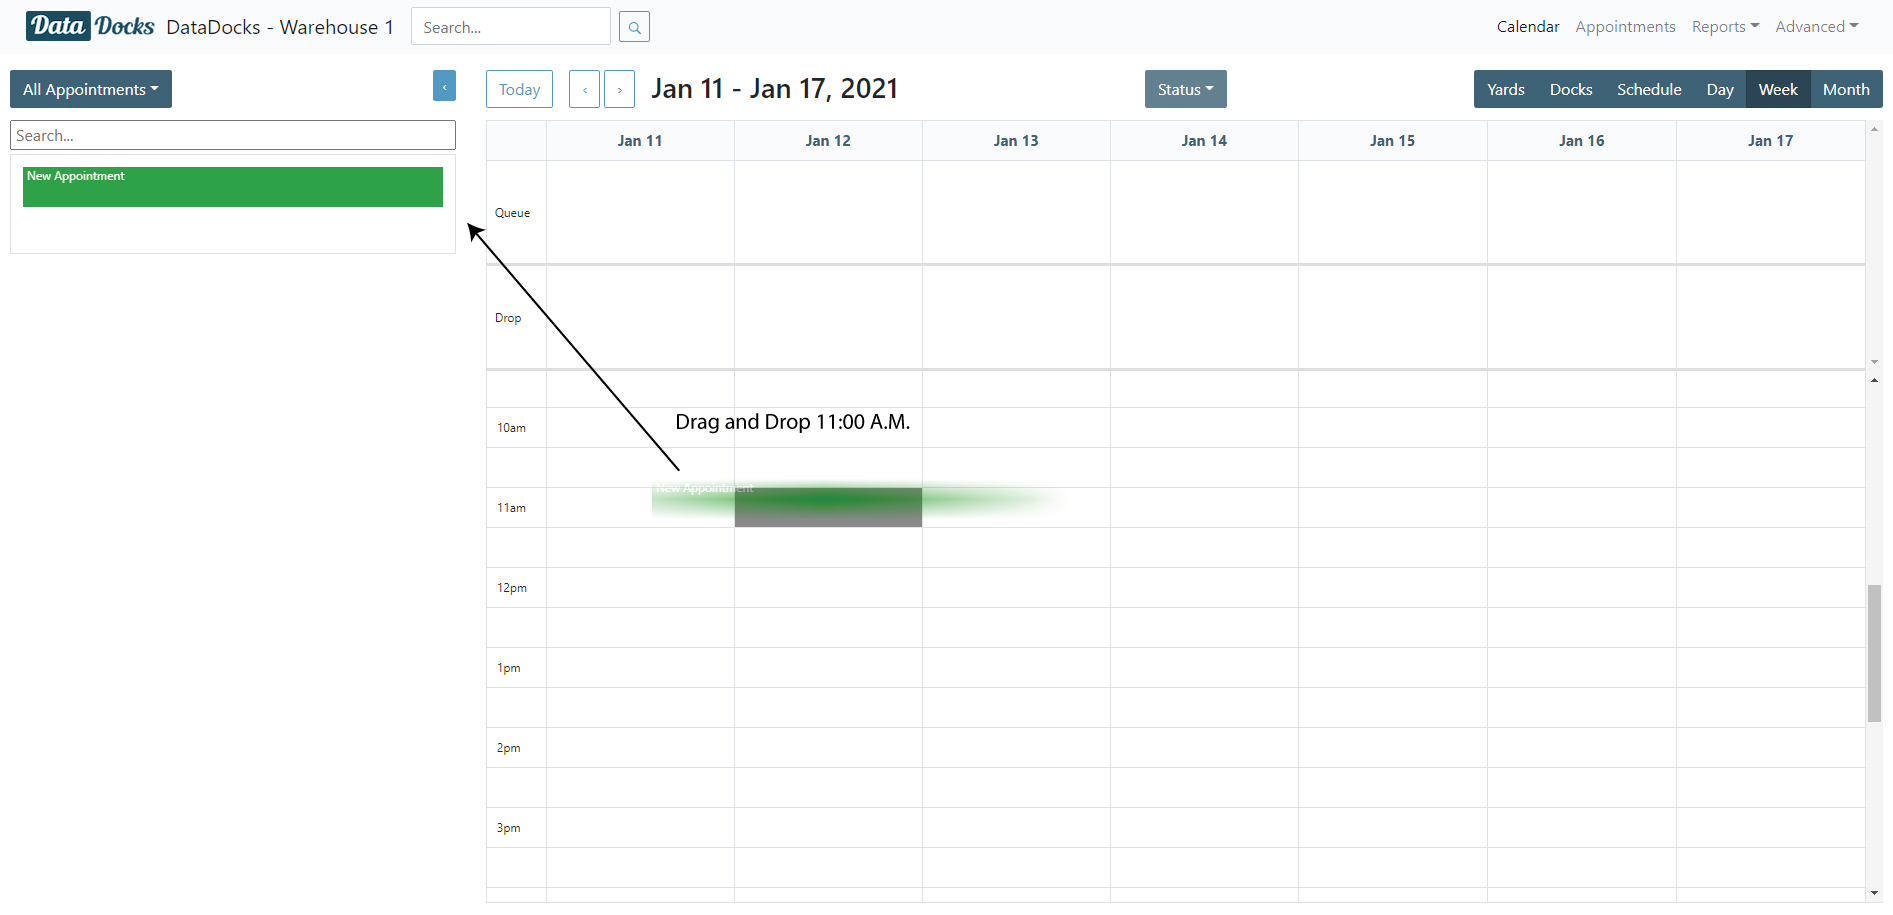 Data Docks DataDocks - Warehouse 1 Search... Calendar Appointments Reports Advanced
All Appointments ‹ Today ‹ › Jan 11 - Jan 17, 2021 Status Yards Docks Schedule Day Week Month
Search...
New Appointment
Jan 11 Jan 12 Jan 13 Jan 14 Jan 15 Jan 16 Jan 17
Queue
Drop
Drag and Drop 11:00 A.M.
10am
New Appointment
11am
12pm
1pm
2pm
3pm